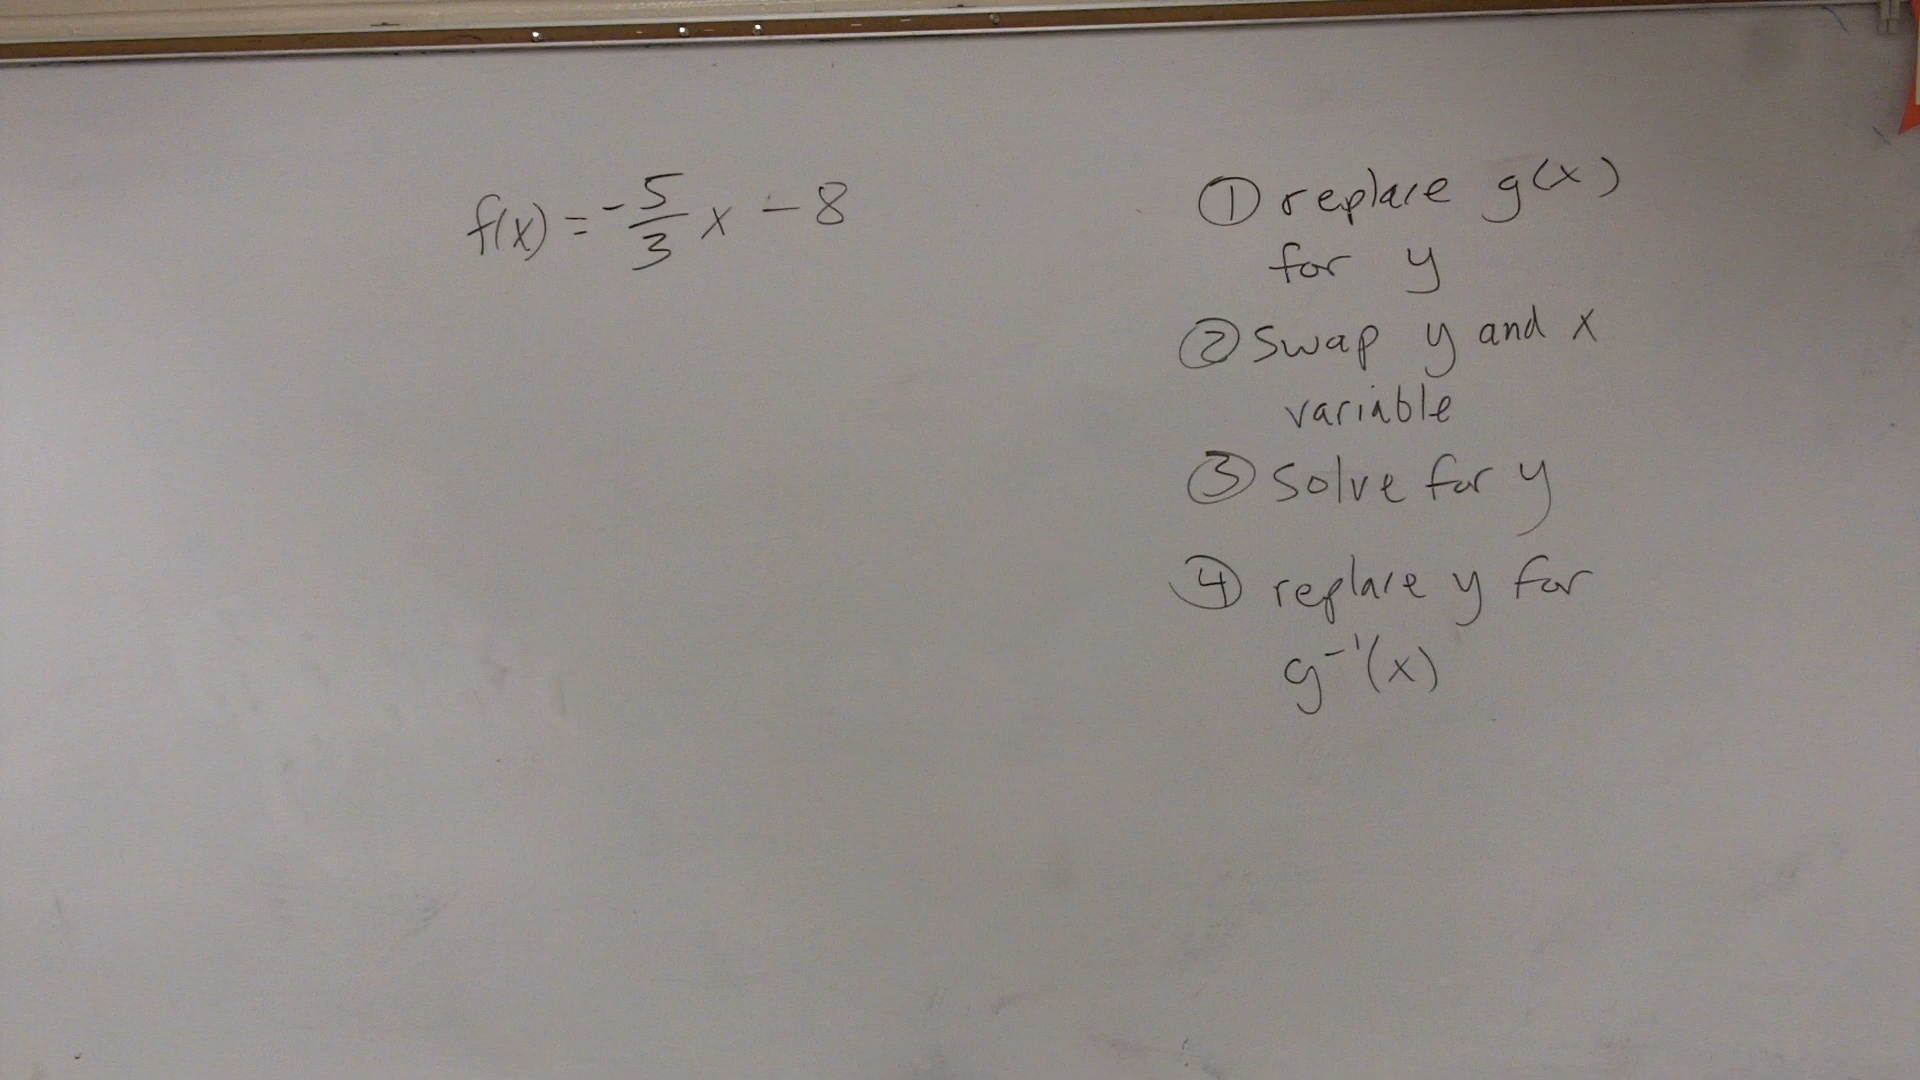 f(x) = -5/3 x - 8
① replace g(x)
for y
② Swap y and x
variable
③ Solve for y
④ replace y for
g⁻¹(x)